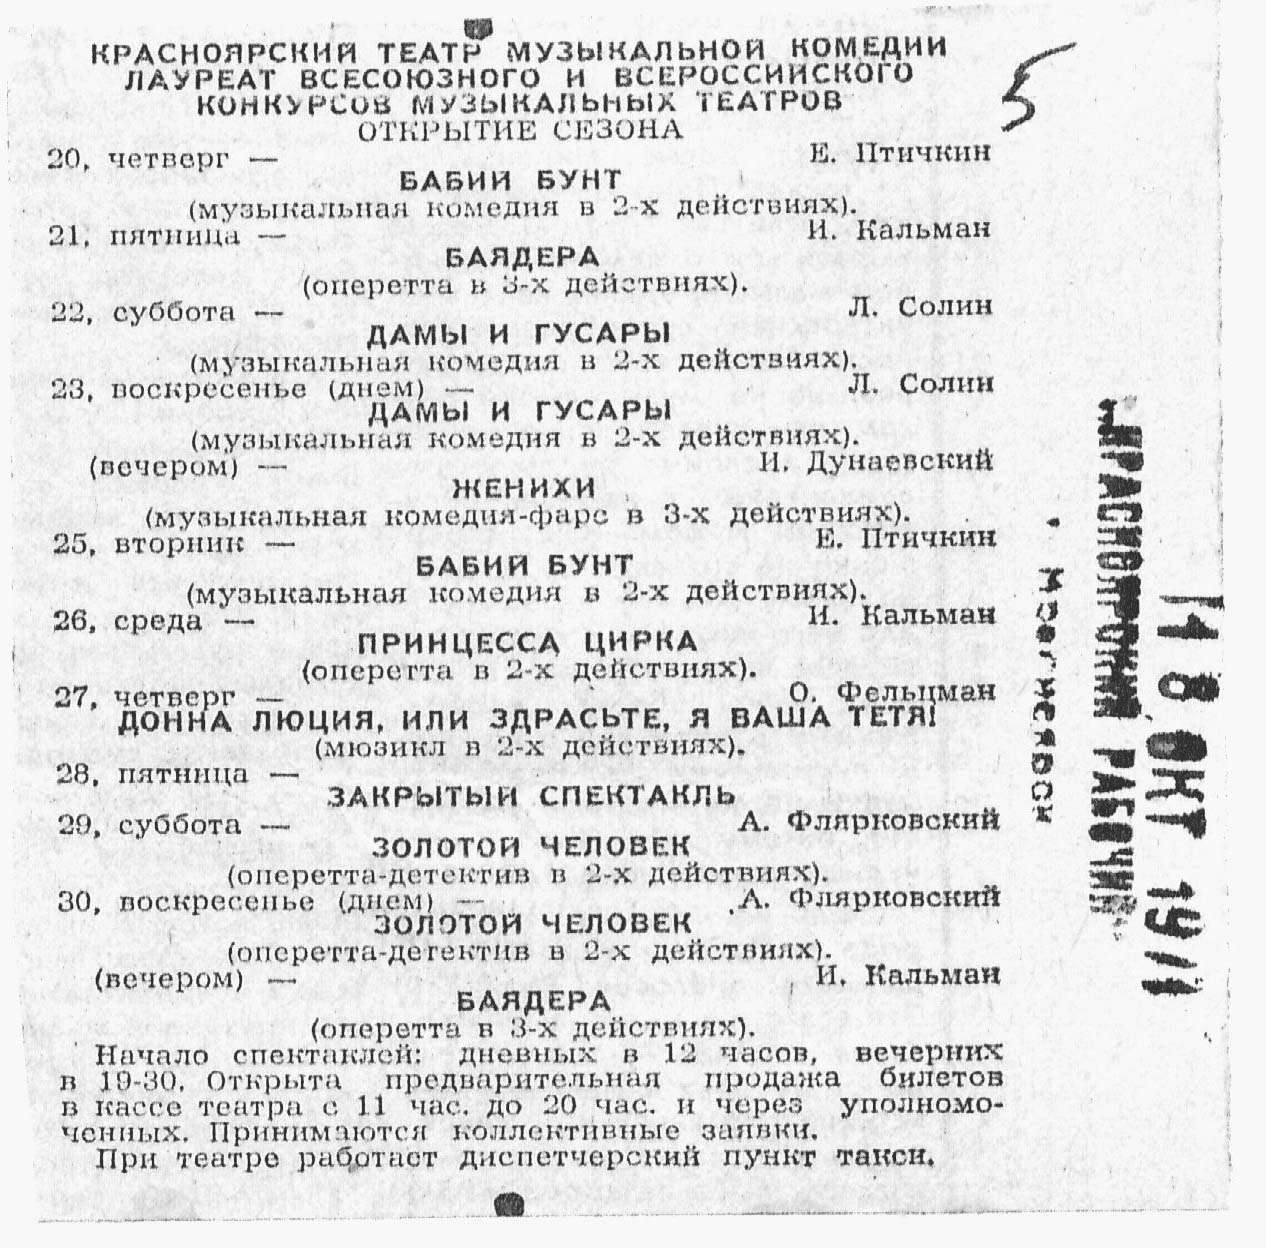 КРАСНОЯРСКИЙ ТЕАТР МУЗЫКАЛЬНОЙ КОМЕДИИ
ЛАУРЕАТ ВСЕСОЮЗНОГО И ВСЕРОССИЙСКОГО
КОНКУРСОВ МУЗЫКАЛЬНЫХ ТЕАТРОВ
ОТКРЫТИЕ СЕЗОНА
5
20, четверг — Е. Птичкин
БАБИЙ БУНТ
(музыкальная комедия в 2-х действиях).
21, пятница — И. Кальман
БАЯДЕРА
(оперетта в 3-х действиях).
22, суббота — Л. Солин
ДАМЫ И ГУСАРЫ
(музыкальная комедия в 2-х действиях).
23, воскресенье (днем) — Л. Солин
ДАМЫ И ГУСАРЫ
(музыкальная комедия в 2-х действиях).
(вечером) — И. Дунаевский
ЖЕНИХИ
(музыкальная комедия-фарс в 3-х действиях).
25, вторник — Е. Птичкин
БАБИЙ БУНТ
(музыкальная комедия в 2-х действиях).
26, среда — И. Кальман
ПРИНЦЕССА ЦИРКА
(оперетта в 2-х действиях).
27, четверг — О. Фельцман
ДОННА ЛЮЦИЯ, ИЛИ ЗДРАСЬТЕ, Я ВАША ТЕТЯ!
(мюзикл в 2-х действиях).
28, пятница —
ЗАКРЫТЫЙ СПЕКТАКЛЬ
29, суббота — А. Флярковский
ЗОЛОТОЙ ЧЕЛОВЕК
(оперетта-детектив в 2-х действиях).
30, воскресенье (днем) — А. Флярковский
ЗОЛОТОЙ ЧЕЛОВЕК
(оперетта-детектив в 2-х действиях).
(вечером) — И. Кальман
БАЯДЕРА
(оперетта в 3-х действиях).
Начало спектаклей: дневных в 12 часов, вечерних
в 19-30. Открыта предварительная продажа билетов
в кассе театра с 11 час. до 20 час. и через уполномо-
ченных. Принимаются коллективные заявки.
При театре работает диспетчерский пункт такси.
КРАСНОЯРСКИЙ РАБОЧИЙ
ОКТ